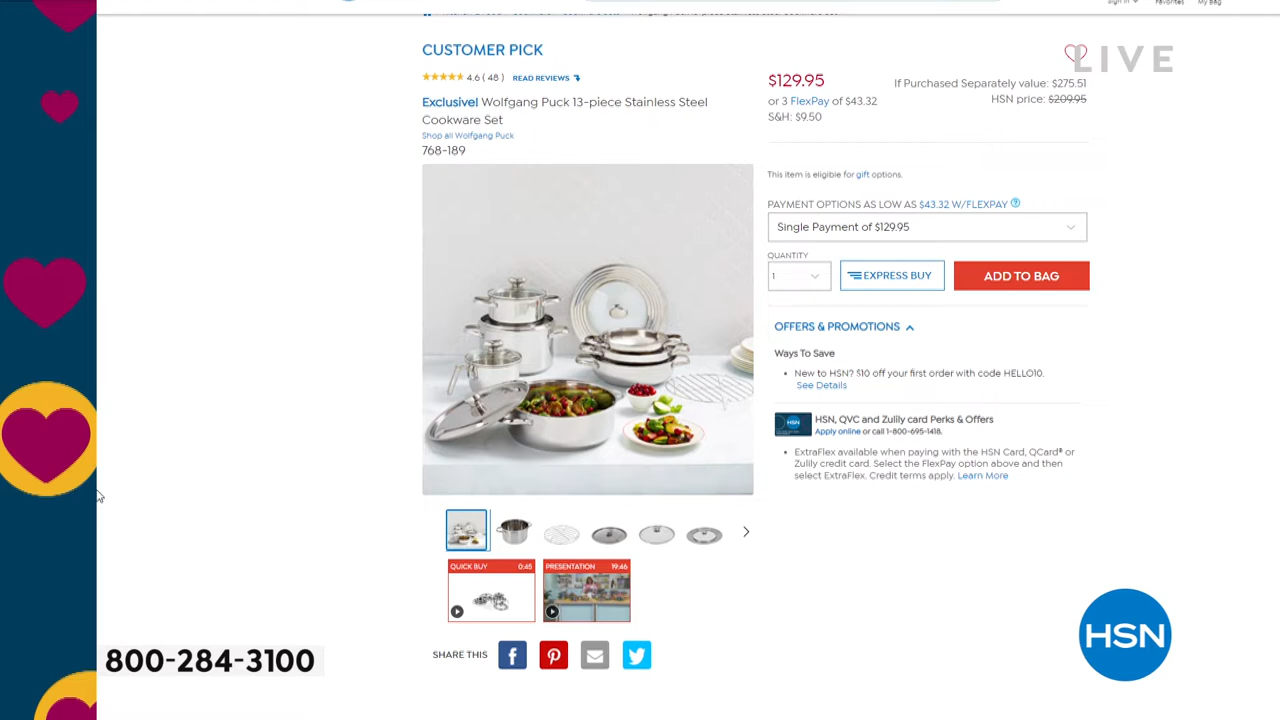 Sign In
Favorites
My Bag
CUSTOMER PICK
LIVE
4.6 ( 48 ) READ REVIEWS
$129.95
If Purchased Separately value: $275.51
or 3 FlexPay of $43.32
HSN price: $209.95
S&H: $9.50
Exclusive! Wolfgang Puck 13-piece Stainless Steel
Cookware Set
Shop all Wolfgang Puck
768-189
This item is eligible for gift options.
PAYMENT OPTIONS AS LOW AS $43.32 W/FLEXPAY
Single Payment of $129.95
QUANTITY
1
EXPRESS BUY
ADD TO BAG
OFFERS & PROMOTIONS
Ways To Save
New to HSN? $10 off your first order with code HELLO10.
See Details
HSN
HSN, QVC and Zulily card Perks & Offers
Apply online or call 1-800-695-1418.
ExtraFlex available when paying with the HSN Card, QCard® or
Zulily credit card. Select the FlexPay option above and then
select ExtraFlex. Credit terms apply. Learn More
QUICK BUY 0:45
PRESENTATION 19:46
SHARE THIS
HSN
800-284-3100